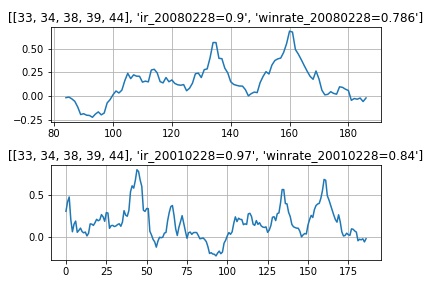 [[33, 34, 38, 39, 44], 'ir_20080228=0.9', 'winrate_20080228=0.786']
0.50
0.25
0.00
−0.25
80 100 120 140 160 180
[[33, 34, 38, 39, 44], 'ir_20010228=0.97', 'winrate_20010228=0.84']
0.5
0.0
0 25 50 75 100 125 150 175